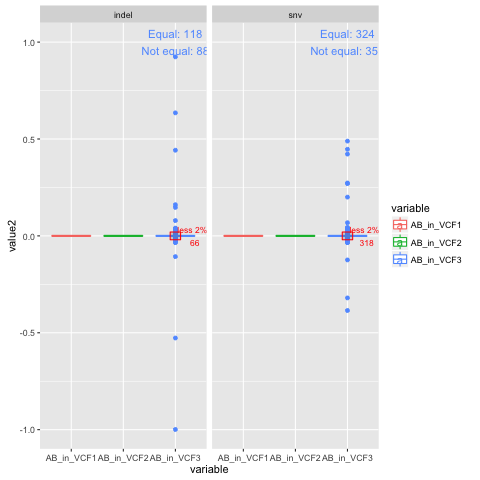 indel
snv
Equal: 118
Not equal: 88
Equal: 324
Not equal: 35
1.0
0.5
0.0
-0.5
-1.0
value2
less 2%
66
less 2%
318
AB_in_VCF1 AB_in_VCF2 AB_in_VCF3
AB_in_VCF1 AB_in_VCF2 AB_in_VCF3
variable
variable
AB_in_VCF1
AB_in_VCF2
AB_in_VCF3